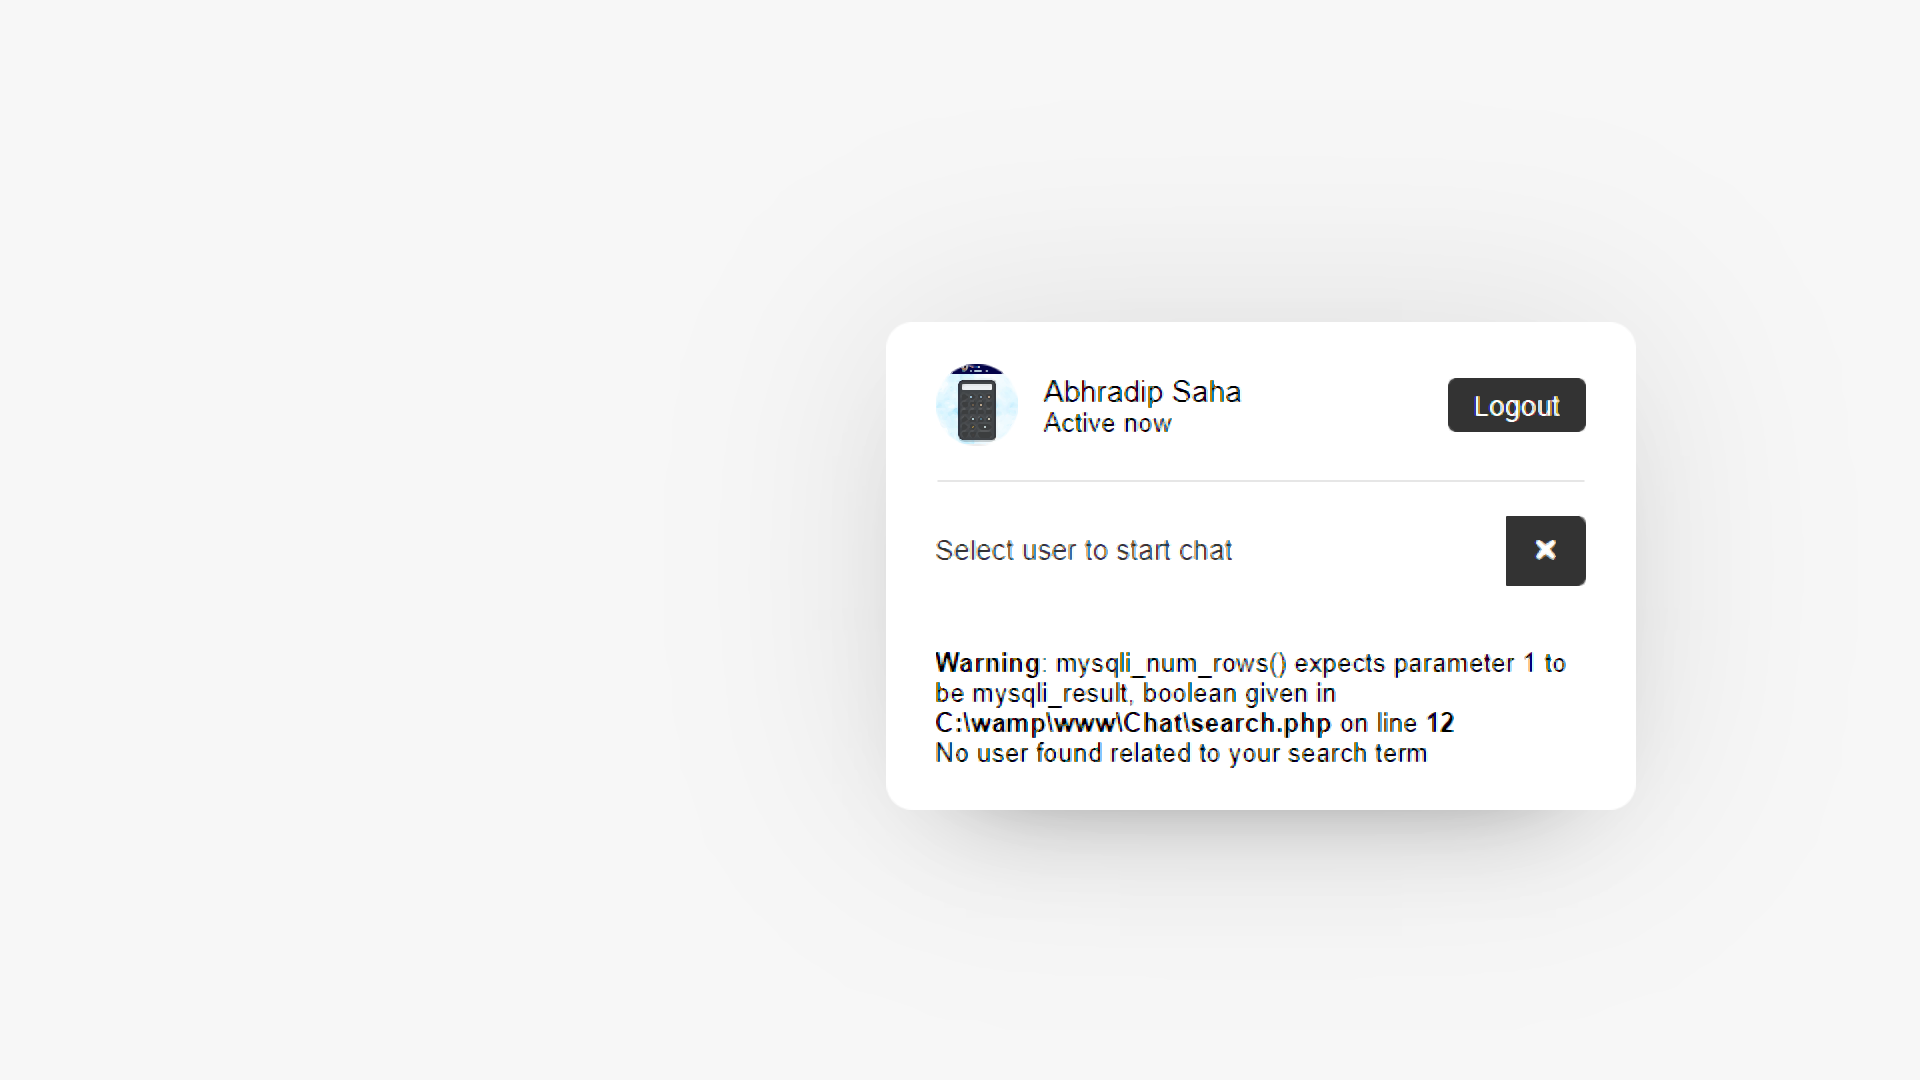 Abhradip Saha
Active now
Logout
Select user to start chat
Warning: mysqli_num_rows() expects parameter 1 to
be mysqli_result, boolean given in
C:\wamp\www\Chat\search.php on line 12
No user found related to your search term